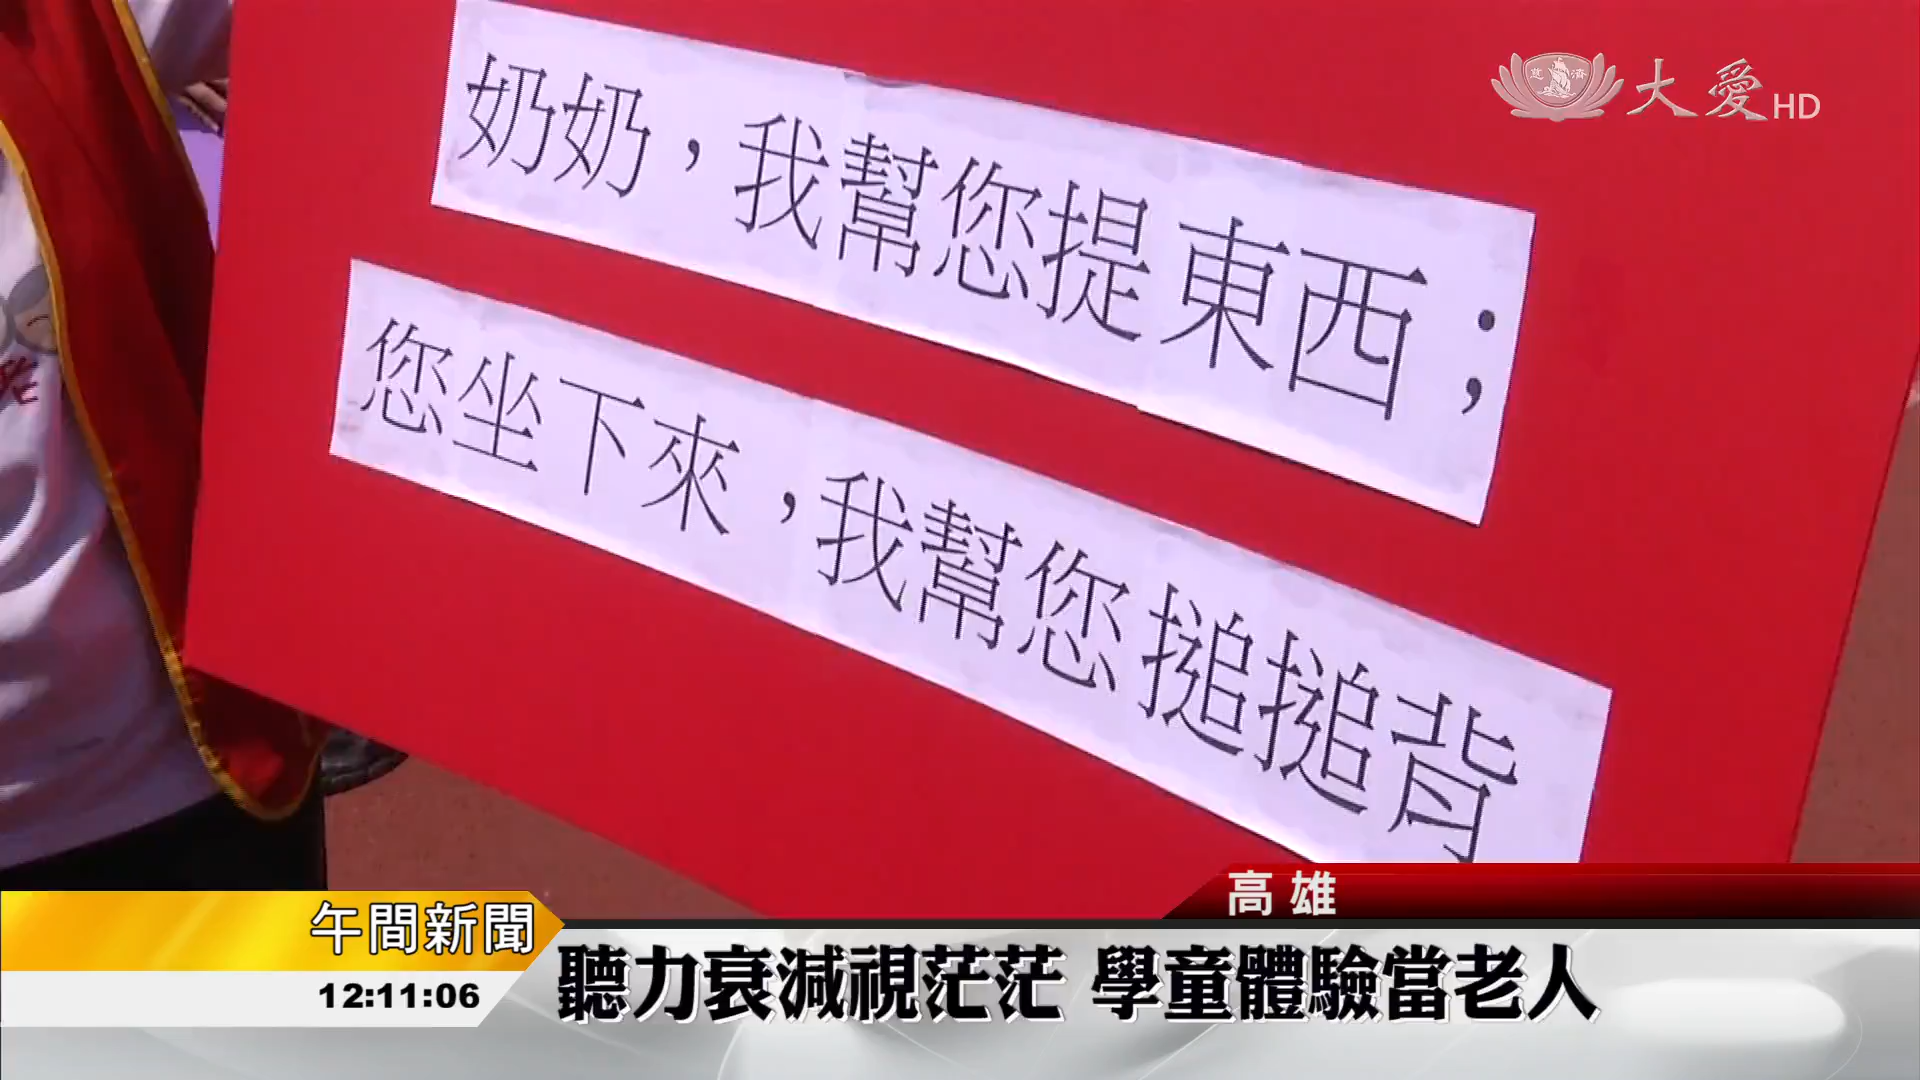 慈濟
大愛HD
奶奶，我幫您提東西；
您坐下來，我幫您搥搥背
高雄
午間新聞
聽力衰減視茫茫 學童體驗當老人
12:11:06